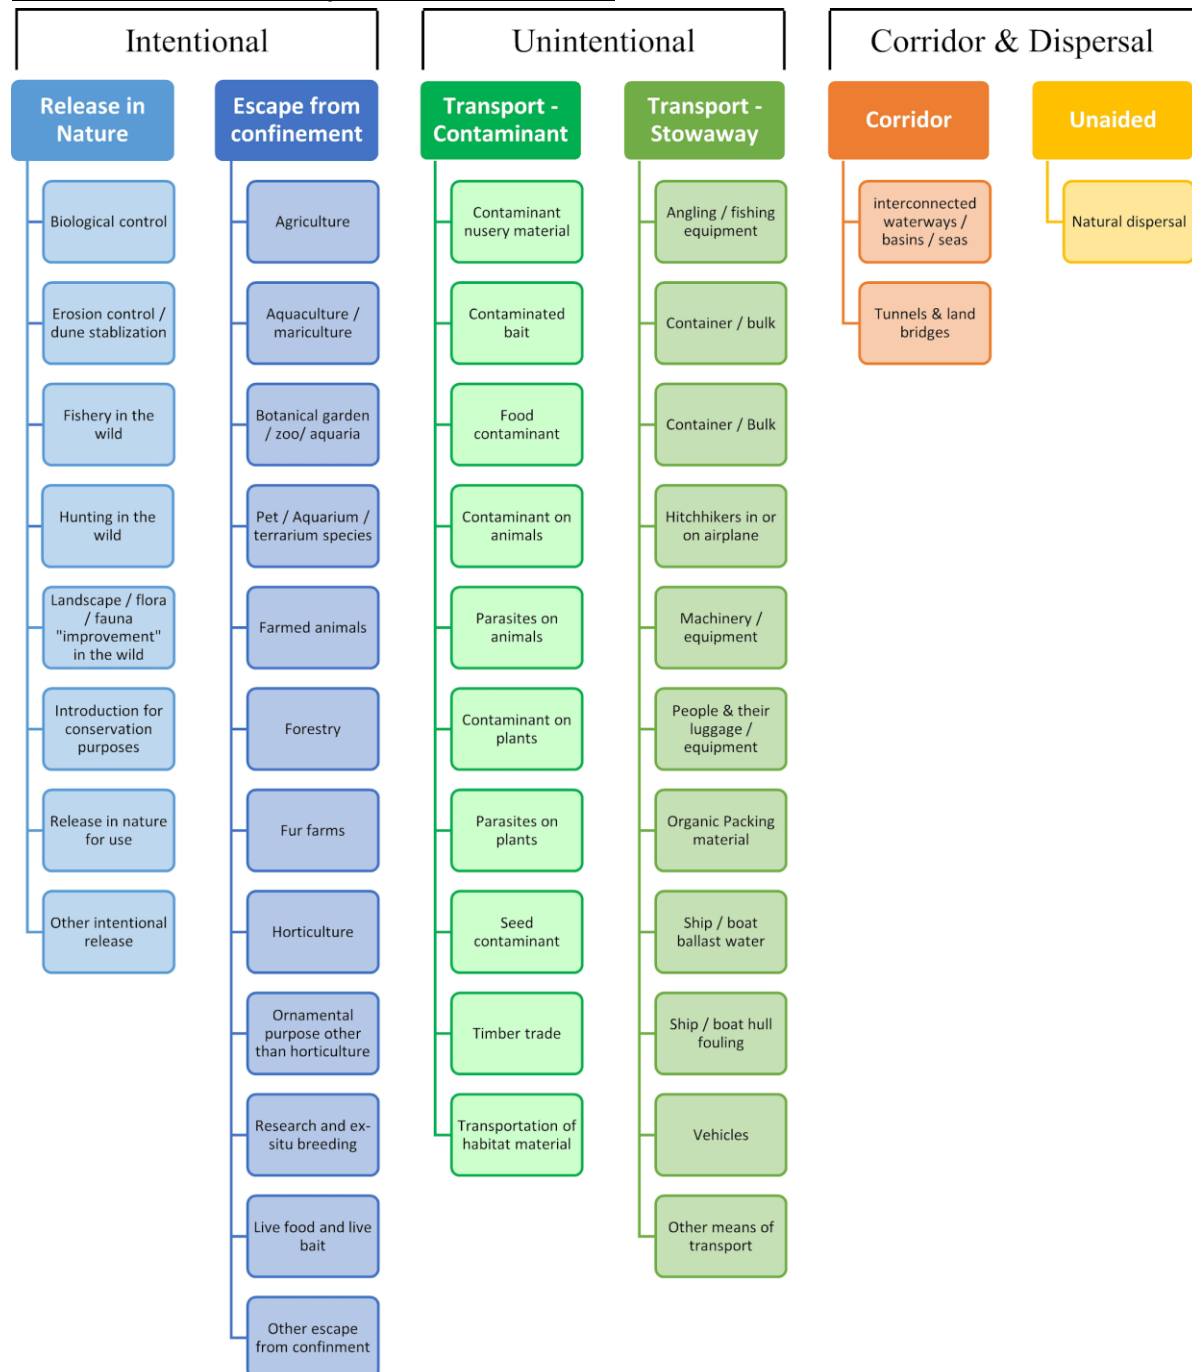 Intentional
Unintentional
Corridor & Dispersal
Release in
Nature
Biological control
Erosion control /
dune stablization
Fishery in the
wild
Hunting in the
wild
Landscape / flora
/ fauna
"improvement"
in the wild
Introduction for
conservation
purposes
Release in nature
for use
Other intentional
release
Escape from
confinement
Agriculture
Aquaculture /
mariculture
Botanical garden
/ zoo/ aquaria
Pet / Aquarium /
terrarium species
Farmed animals
Forestry
Fur farms
Horticulture
Ornamental
purpose other
than horticulture
Research and ex-
situ breeding
Live food and live
bait
Other escape
from confinment
Transport -
Contaminant
Contaminant
nusery material
Contaminated
bait
Food
contaminant
Contaminant on
animals
Parasites on
animals
Contaminant on
plants
Parasites on
plants
Seed
contaminant
Timber trade
Transportation of
habitat material
Transport -
Stowaway
Angling / fishing
equipment
Container / bulk
Container / Bulk
Hitchhikers in or
on airplane
Machinery /
equipment
People & their
luggage /
equipment
Organic Packing
material
Ship / boat
ballast water
Ship / boat hull
fouling
Vehicles
Other means of
transport
Corridor
interconnected
waterways /
basins / seas
Tunnels & land
bridges
Unaided
Natural dispersal